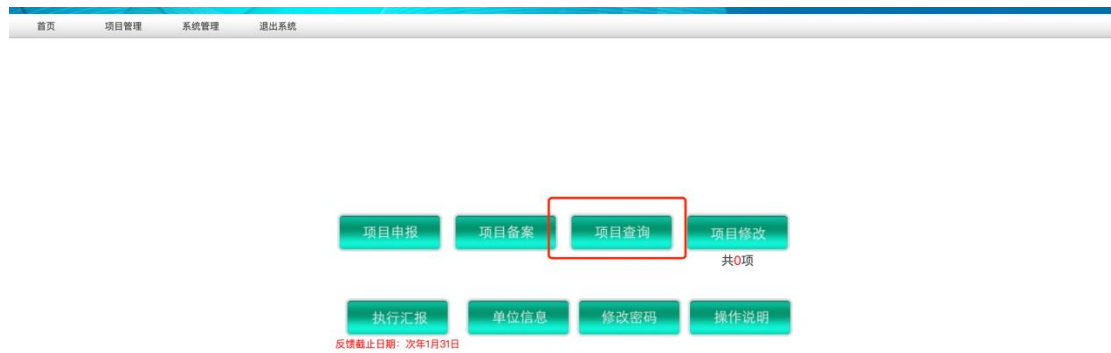 首页 项目管理 系统管理 退出系统
项目申报 项目备案 项目查询 项目修改
共0项
执行汇报 单位信息 修改密码 操作说明
反馈截止日期：次年1月31日